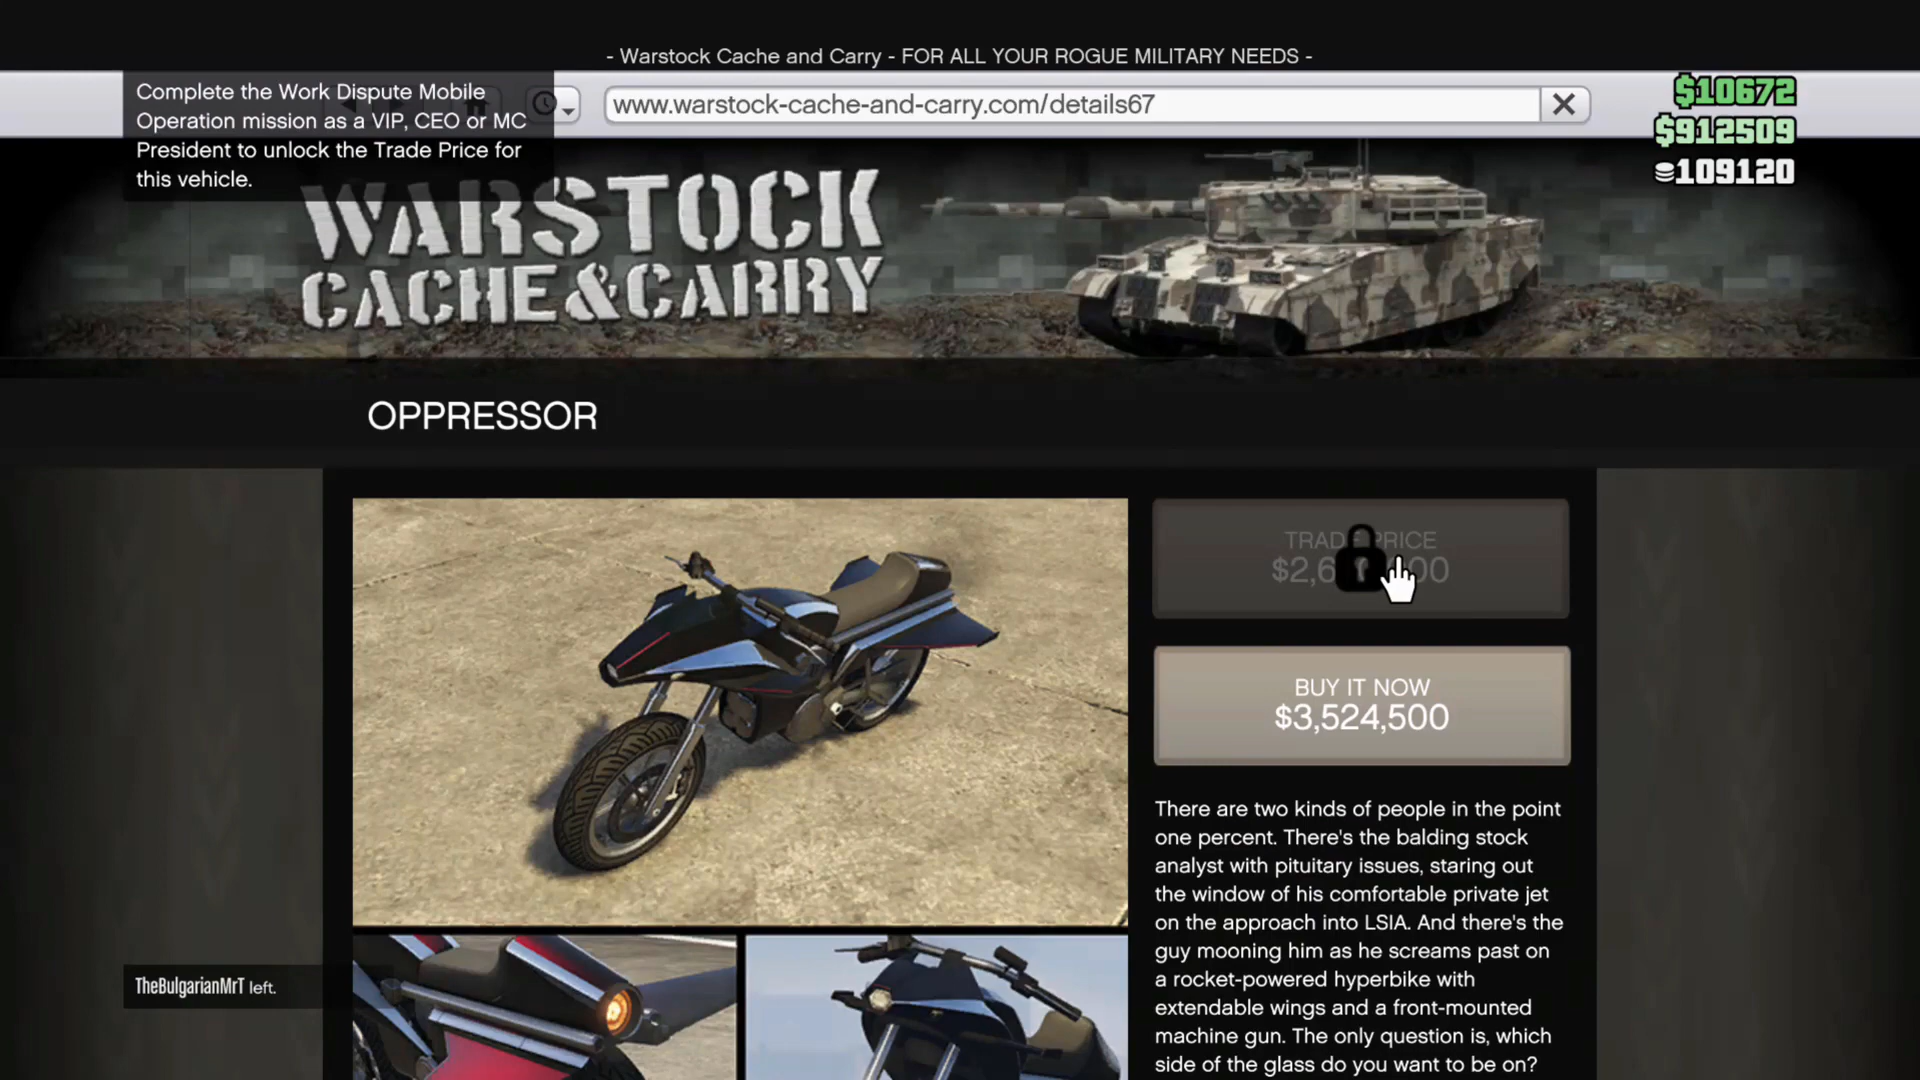 - Warstock Cache and Carry - FOR ALL YOUR ROGUE MILITARY NEEDS -
Complete the Work Dispute Mobile
Operation mission as a VIP, CEO or MC
President to unlock the Trade Price for
this vehicle.
www.warstock-cache-and-carry.com/details67
$10672
$912509
109120
WARSTOCK
CACHE&CARRY
OPPRESSOR
TRADE PRICE
BUY IT NOW
$3,524,500
There are two kinds of people in the point
one percent. There's the balding stock
analyst with pituitary issues, staring out
the window of his comfortable private jet
on the approach into LSIA. And there's the
guy mooning him as he screams past on
a rocket-powered hyperbike with
extendable wings and a front-mounted
machine gun. The only question is, which
side of the glass do you want to be on?
TheBulgarianMrT left.